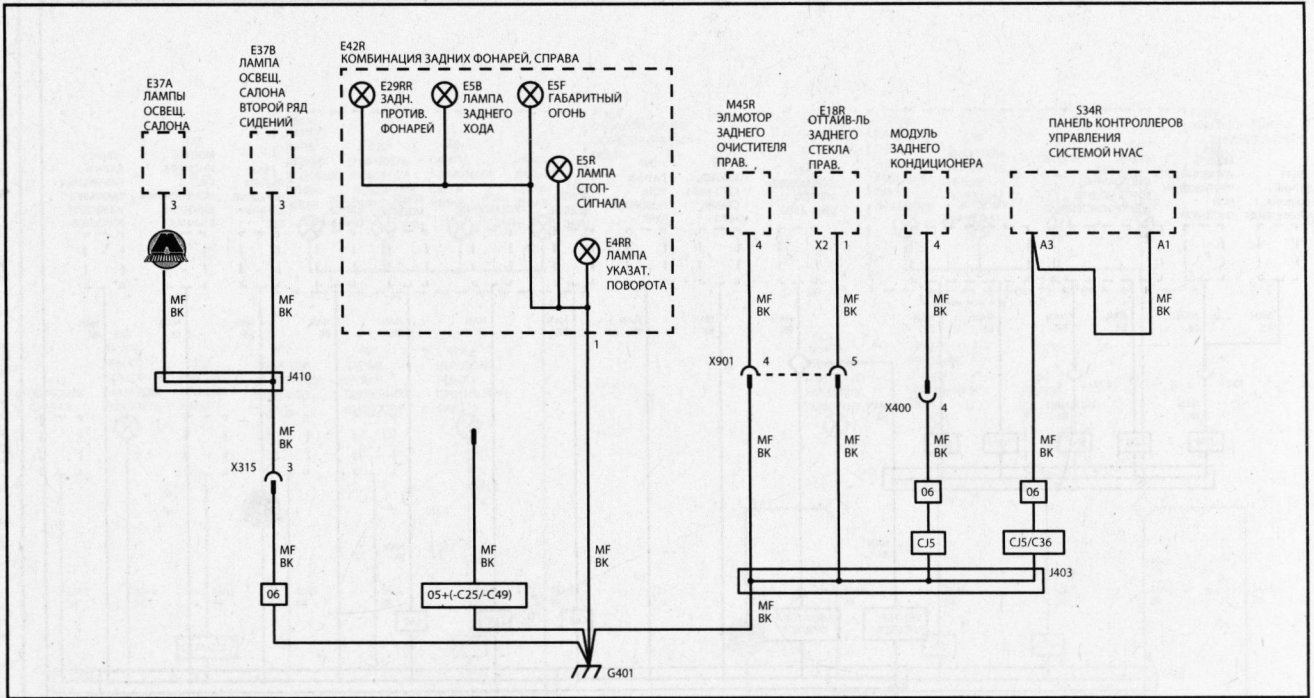 E37A
ЛАМПЫ
ОСВЕЩ.
САЛОНА
E37B
ЛАМПА
ОСВЕЩ.
САЛОНА
ВТОРОЙ РЯД
СИДЕНИЙ
E42R
КОМБИНАЦИЯ ЗАДНИХ ФОНАРЕЙ, СПРАВА
E29RR
ЗАДН.
ПРОТИВ.
ФОНАРЕЙ
E5B
ЛАМПА
ЗАДНЕГО
ХОДА
E5F
ГАБАРИТНЫЙ
ОГОНЬ
E5R
ЛАМПА
СТОП-
СИГНАЛА
E4RR
ЛАМПА
УКАЗАТ.
ПОВОРОТА
M45R
ЭЛ.МОТОР
ЗАДНЕГО
ОЧИСТИТЕЛЯ
ПРАВ.
E18R
ОТТАИВ-ЛЬ
ЗАДНЕГО
СТЕКЛА
ПРАВ.
МОДУЛЬ
ЗАДНЕГО
КОНДИЦИОНЕРА
S34R
ПАНЕЛЬ КОНТРОЛЛЕРОВ
УПРАВЛЕНИЯ
СИСТЕМОЙ HVAC
3
3
4
X2
1
4
A3
A1
MF
BK
MF
BK
MF
BK
MF
BK
MF
BK
MF
BK
1
X901
4
5
J410
X400
4
MF
BK
MF
BK
MF
BK
MF
BK
MF
BK
X315
3
06
06
MF
BK
MF
BK
MF
BK
CJ5
CJ5/C36
J403
06
05+(-C25/-C49)
MF
BK
G401